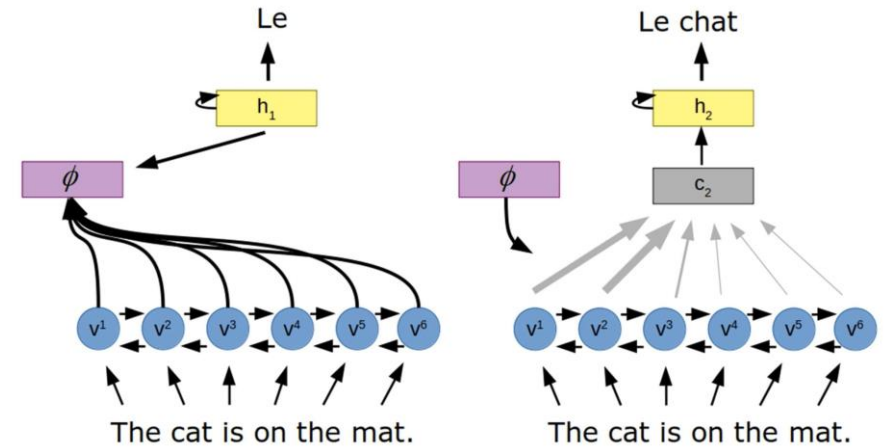 Le
h1
ϕ
v1 v2 v3 v4 v5 v6
The cat is on the mat.
Le chat
h2
ϕ
c2
v1 v2 v3 v4 v5 v6
The cat is on the mat.